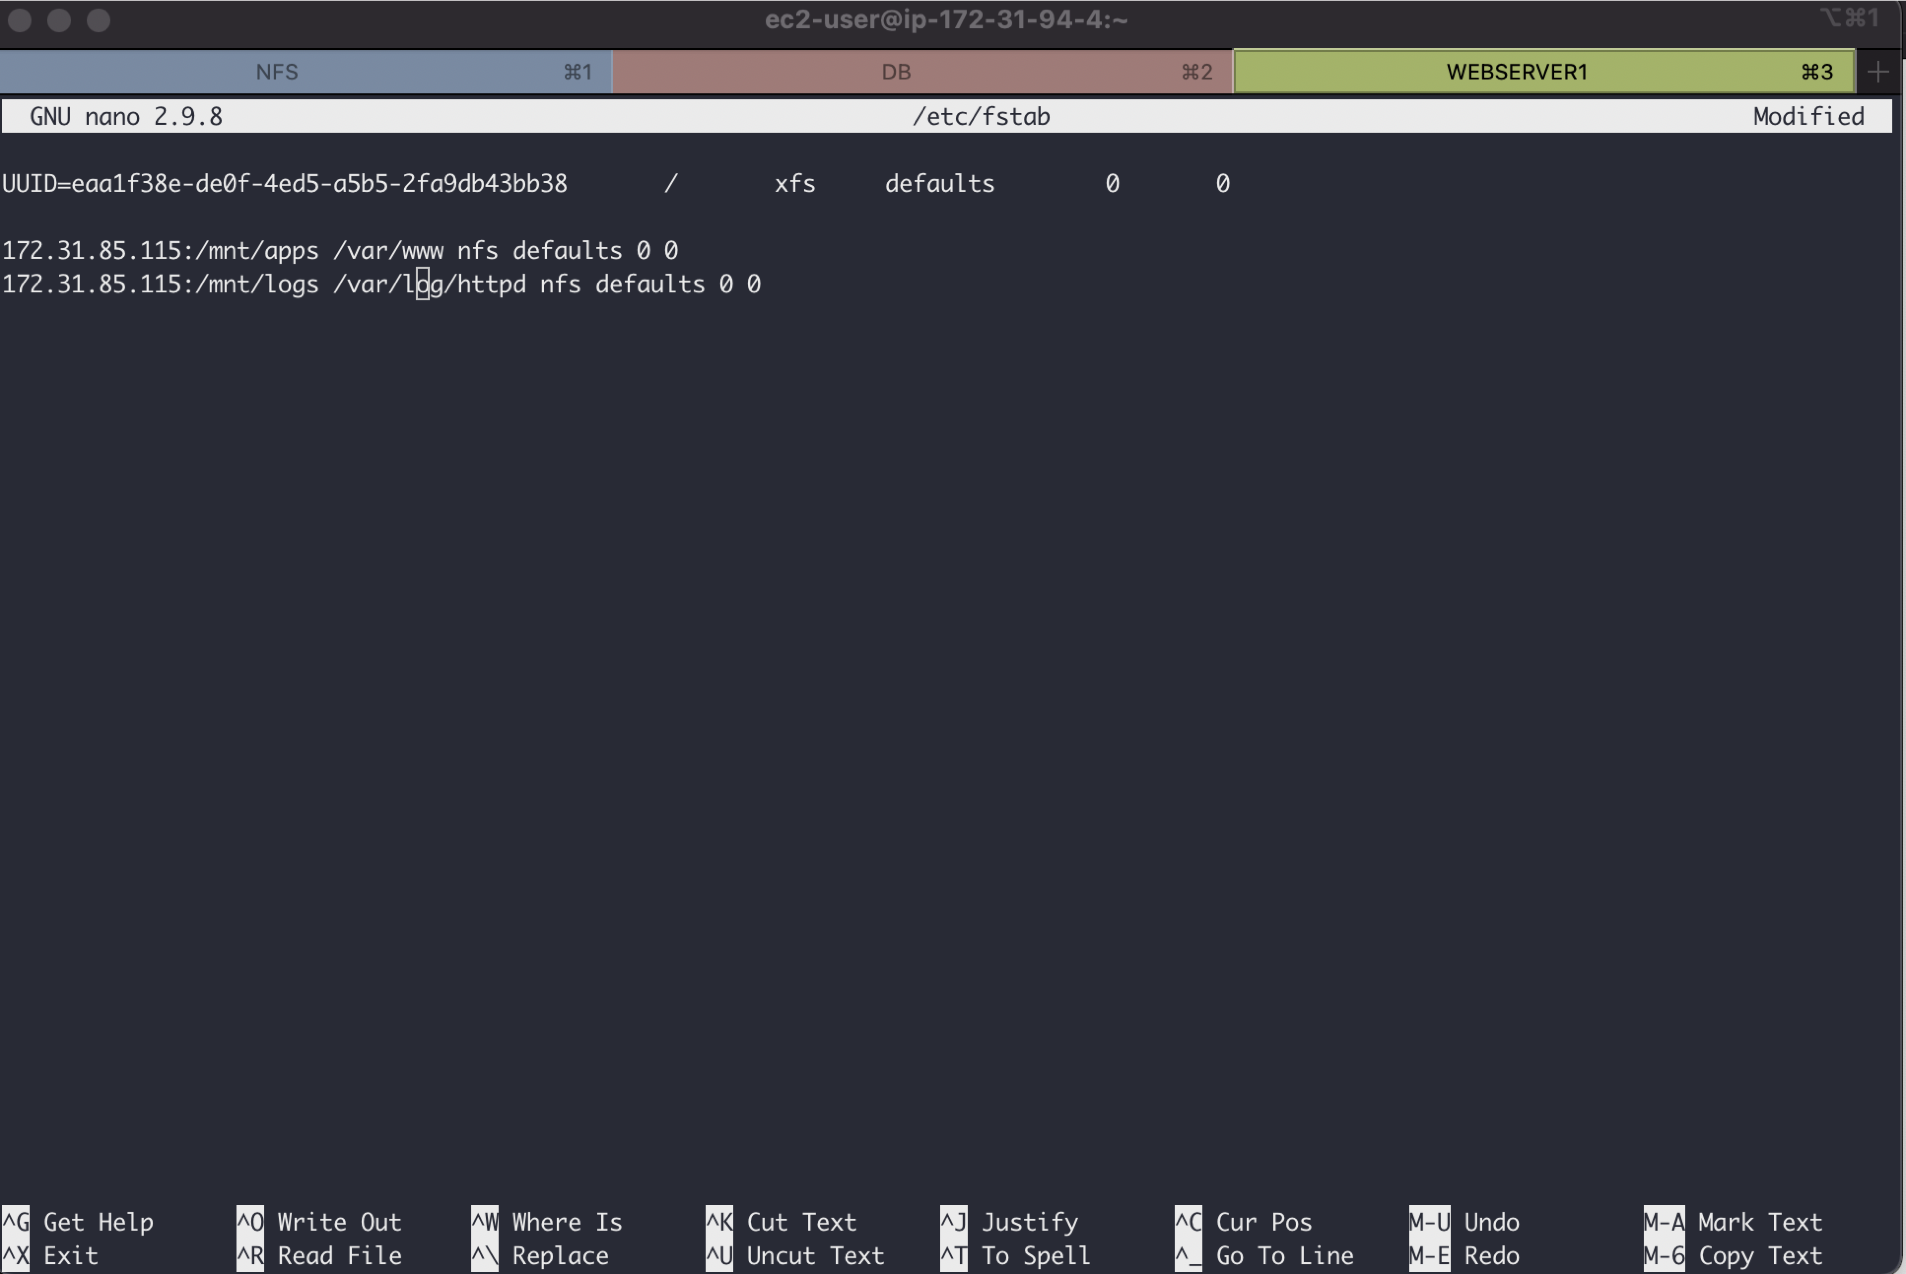 ec2-user@ip-172-31-94-4:~ ⌥⌘1
NFS ⌘1 DB ⌘2 WEBSERVER1 ⌘3 +
GNU nano 2.9.8 /etc/fstab Modified
UUID=eaa1f38e-de0f-4ed5-a5b5-2fa9db43bb38 / xfs defaults 0 0
172.31.85.115:/mnt/apps /var/www nfs defaults 0 0
172.31.85.115:/mnt/logs /var/log/httpd nfs defaults 0 0
^G Get Help ^O Write Out ^W Where Is ^K Cut Text ^J Justify ^C Cur Pos M-U Undo M-A Mark Text
^X Exit ^R Read File ^\ Replace ^U Uncut Text ^T To Spell ^_ Go To Line M-E Redo M-6 Copy Text